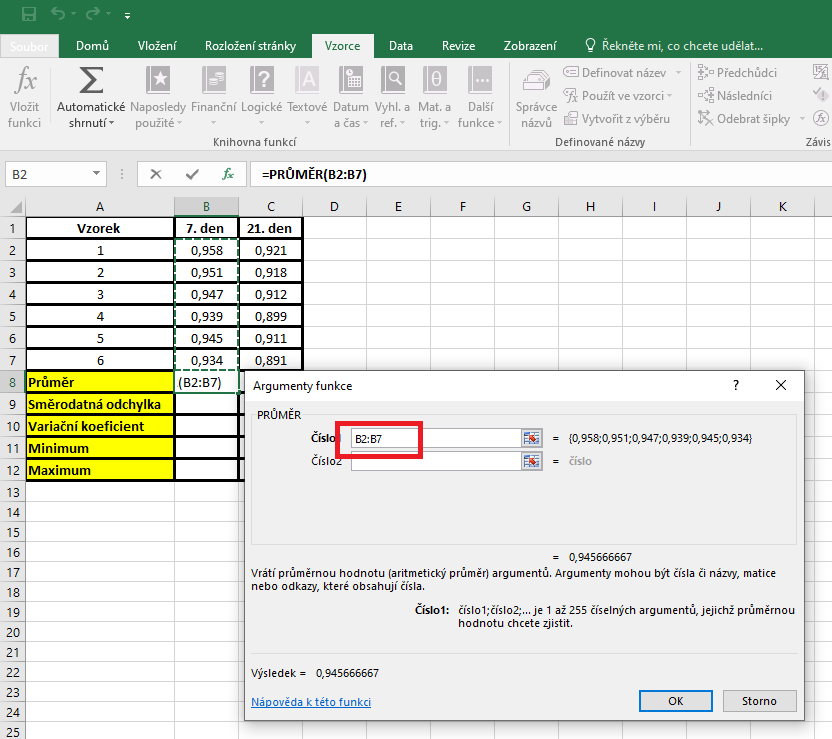 Soubor Domů Vložení Rozložení stránky Vzorce Data Revize Zobrazení Řekněte mi, co chcete udělat...
fx Σ ? A θ
Vložit funkci
Automatické shrnutí
Naposledy použité
Finanční
Logické
Textové
Datum a čas
Vyhl. a ref.
Mat. a trig.
Další funkce
Knihovna funkcí
Správce názvů
Definovat název
Použít ve vzorci
Vytvořit z výběru
Definované názvy
Předchůdci
Následníci
Odebrat šipky
Závis
B2 fx =PRŮMĚR(B2:B7)
A B C D E F G H I J K
1 Vzorek 7. den 21. den
2 1 0,958 0,921
3 2 0,951 0,918
4 3 0,947 0,912
5 4 0,939 0,899
6 5 0,945 0,911
7 6 0,934 0,891
8 Průměr (B2:B7)
9 Směrodatná odchylka
10 Variační koeficient
11 Minimum
12 Maximum
13
14
15
16
17
18
19
20
21
22
23
24
25
Argumenty funkce ?
PRŮMĚR
Číslo1 B2:B7 = {0,958;0,951;0,947;0,939;0,945;0,934}
Číslo2 = číslo
= 0,945666667
Vrátí průměrnou hodnotu (aritmetický průměr) argumentů. Argumenty mohou být čísla či názvy, matice
nebo odkazy, které obsahují čísla.
Číslo1: číslo1;číslo2;... je 1 až 255 číselných argumentů, jejichž průměrnou
hodnotu chcete zjistit.
Výsledek = 0,945666667
Nápověda k této funkci OK Storno